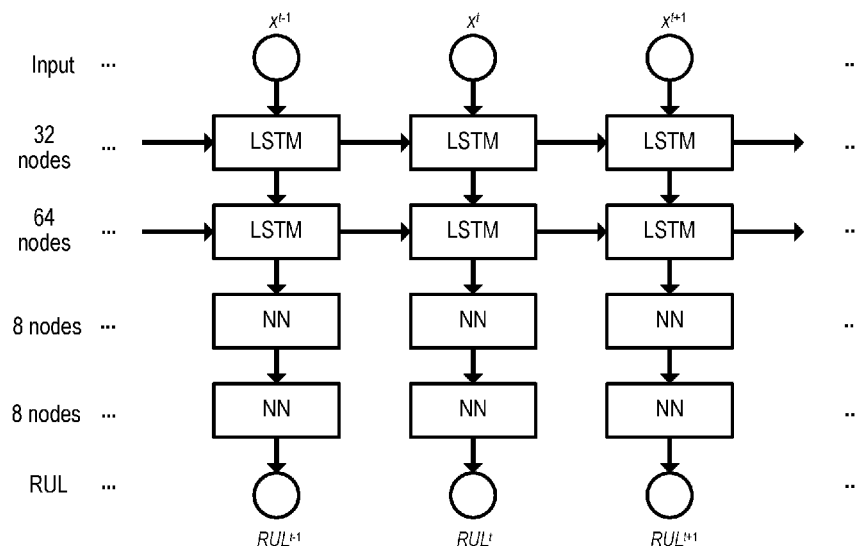 x^{t-1} x^t x^{t+1}
Input ... ..
32
nodes ... LSTM LSTM LSTM ..
64
nodes ... LSTM LSTM LSTM ..
8 nodes ... NN NN NN ..
8 nodes ... NN NN NN ..
RUL ... ..
RUL^{t-1} RUL^t RUL^{t+1}